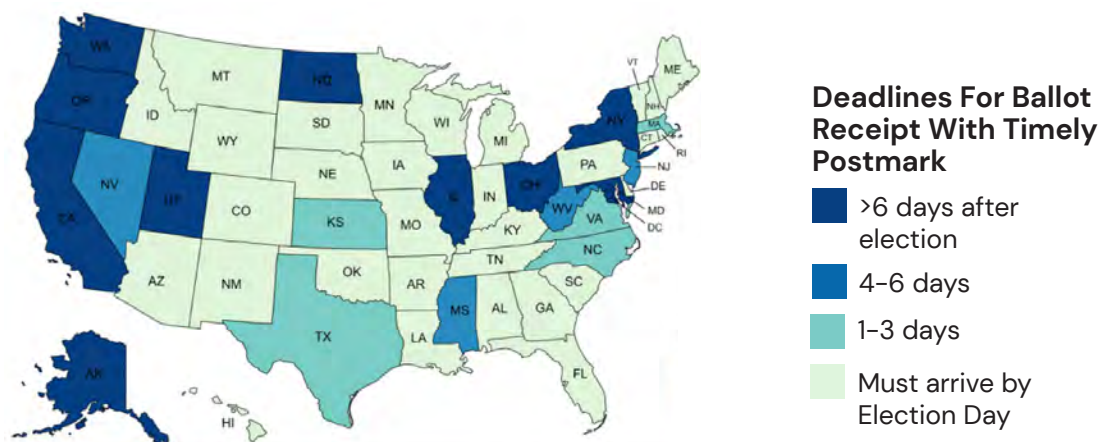 WA
OR
CA
NV
ID
MT
WY
UT
AZ
CO
NM
ND
SD
NE
KS
OK
TX
MN
IA
MO
AR
LA
WI
IL
MI
IN
OH
KY
TN
MS
AL
GA
FL
SC
NC
VA
WV
PA
NY
VT
NH
ME
MA
CT
RI
NJ
DE
MD
DC
AK
HI
Deadlines For Ballot
Receipt With Timely
Postmark
>6 days after
election
4-6 days
1-3 days
Must arrive by
Election Day